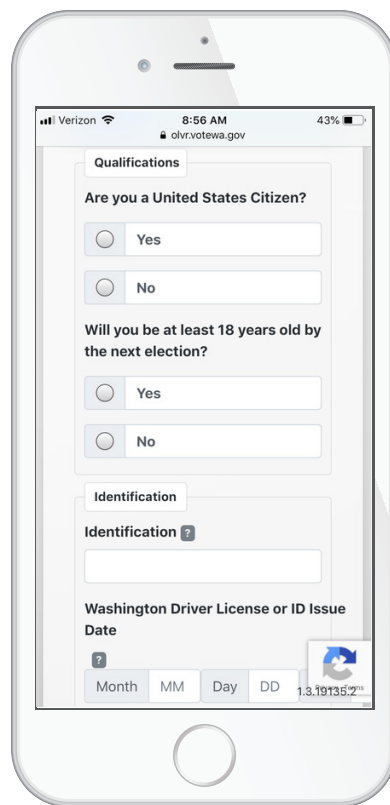 Verizon 8:56 AM 43%
olvr.votewa.gov
Qualifications
Are you a United States Citizen?
Yes
No
Will you be at least 18 years old by
the next election?
Yes
No
Identification
Identification ?
Washington Driver License or ID Issue
Date
?
Month MM Day DD
1.3.19135.2